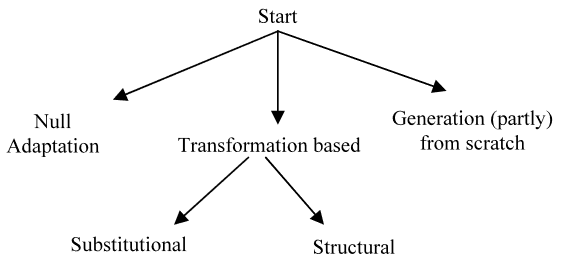 Start
Null
Adaptation
Transformation based
Generation (partly)
from scratch
Substitutional
Structural